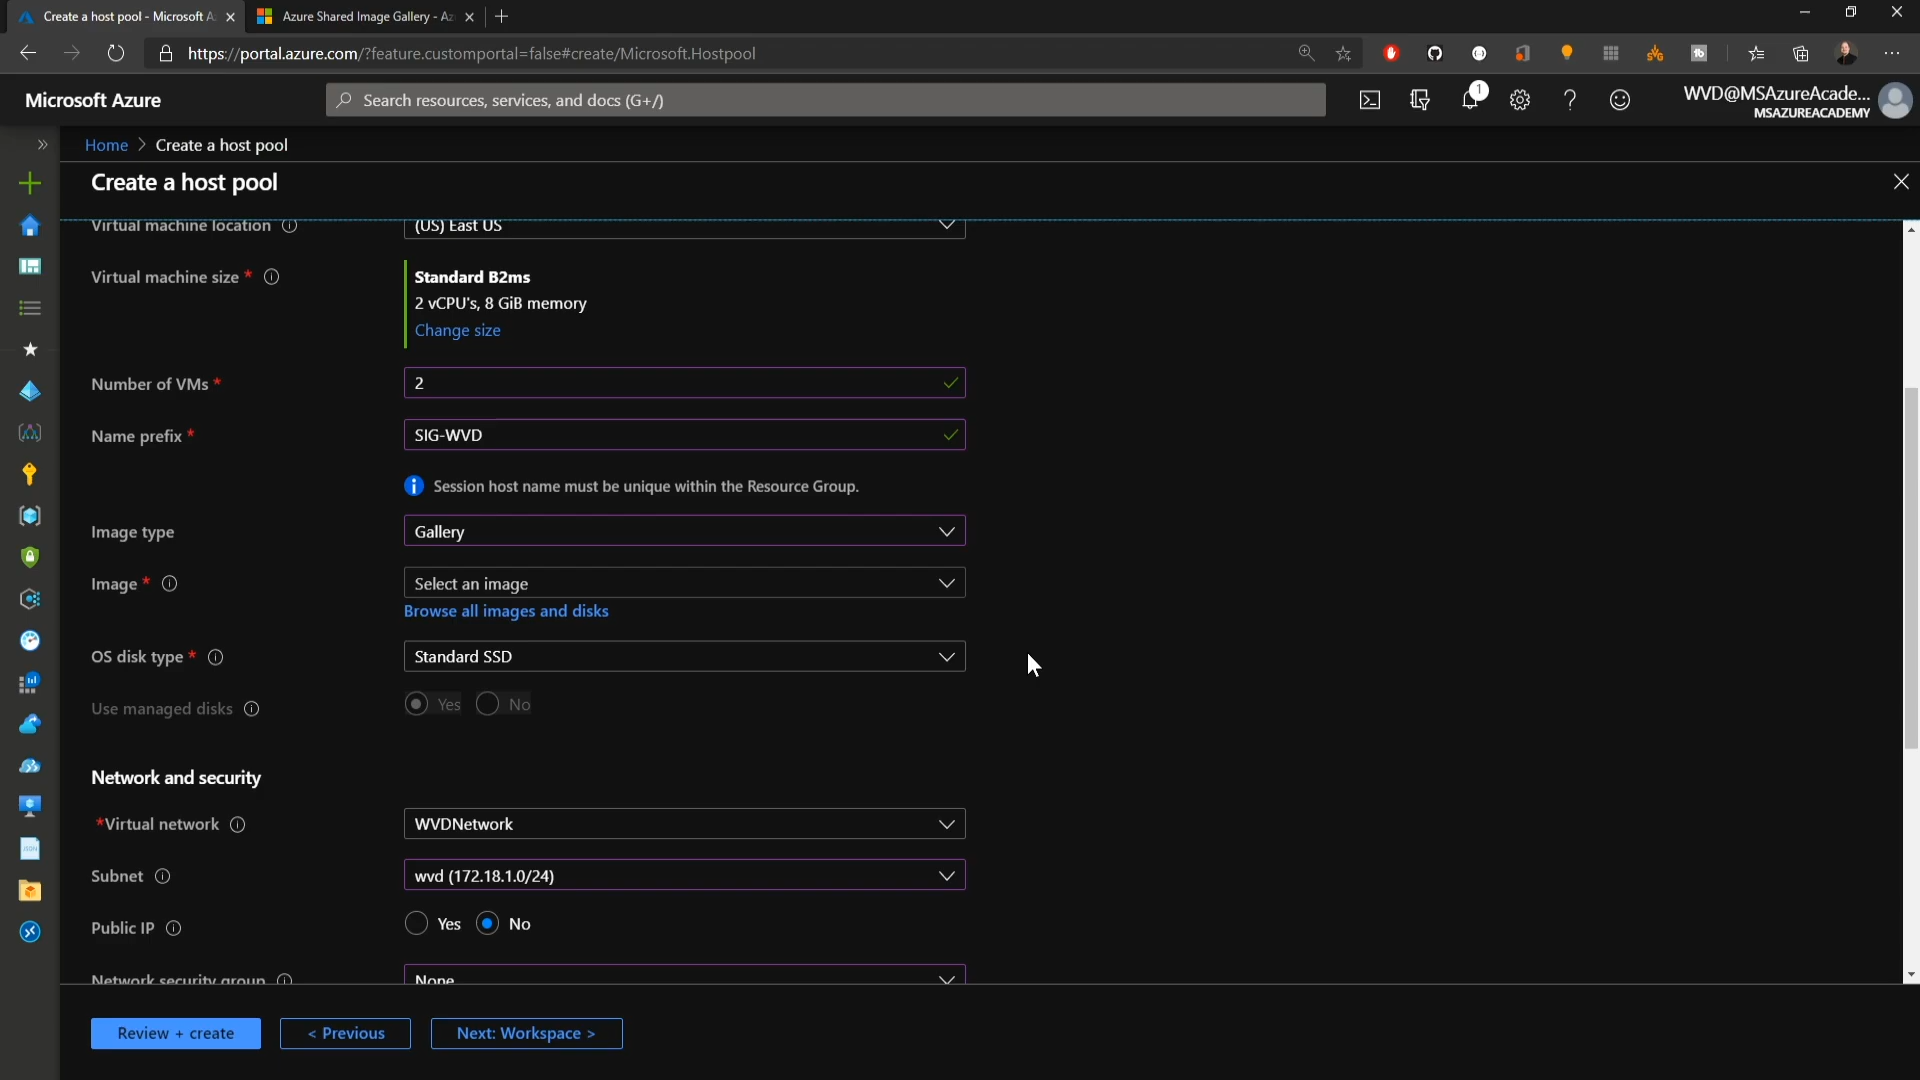 Create a host pool - Microsoft A
Azure Shared Image Gallery - Az
https://portal.azure.com/?feature.customportal=false#create/Microsoft.Hostpool
Microsoft Azure
Search resources, services, and docs (G+/)
1
WVD@MSAzureAcade...
MSAZUREACADEMY
Home > Create a host pool
Create a host pool
Virtual machine location
(US) East US
Virtual machine size *
Standard B2ms
2 vCPU's, 8 GiB memory
Change size
Number of VMs *
2
Name prefix *
SIG-WVD
Session host name must be unique within the Resource Group.
Image type
Gallery
Image *
Select an image
Browse all images and disks
OS disk type *
Standard SSD
Use managed disks
Yes No
Network and security
*Virtual network
WVDNetwork
Subnet
wvd (172.18.1.0/24)
Public IP
Yes No
Network security group
None
Review + create
< Previous
Next: Workspace >